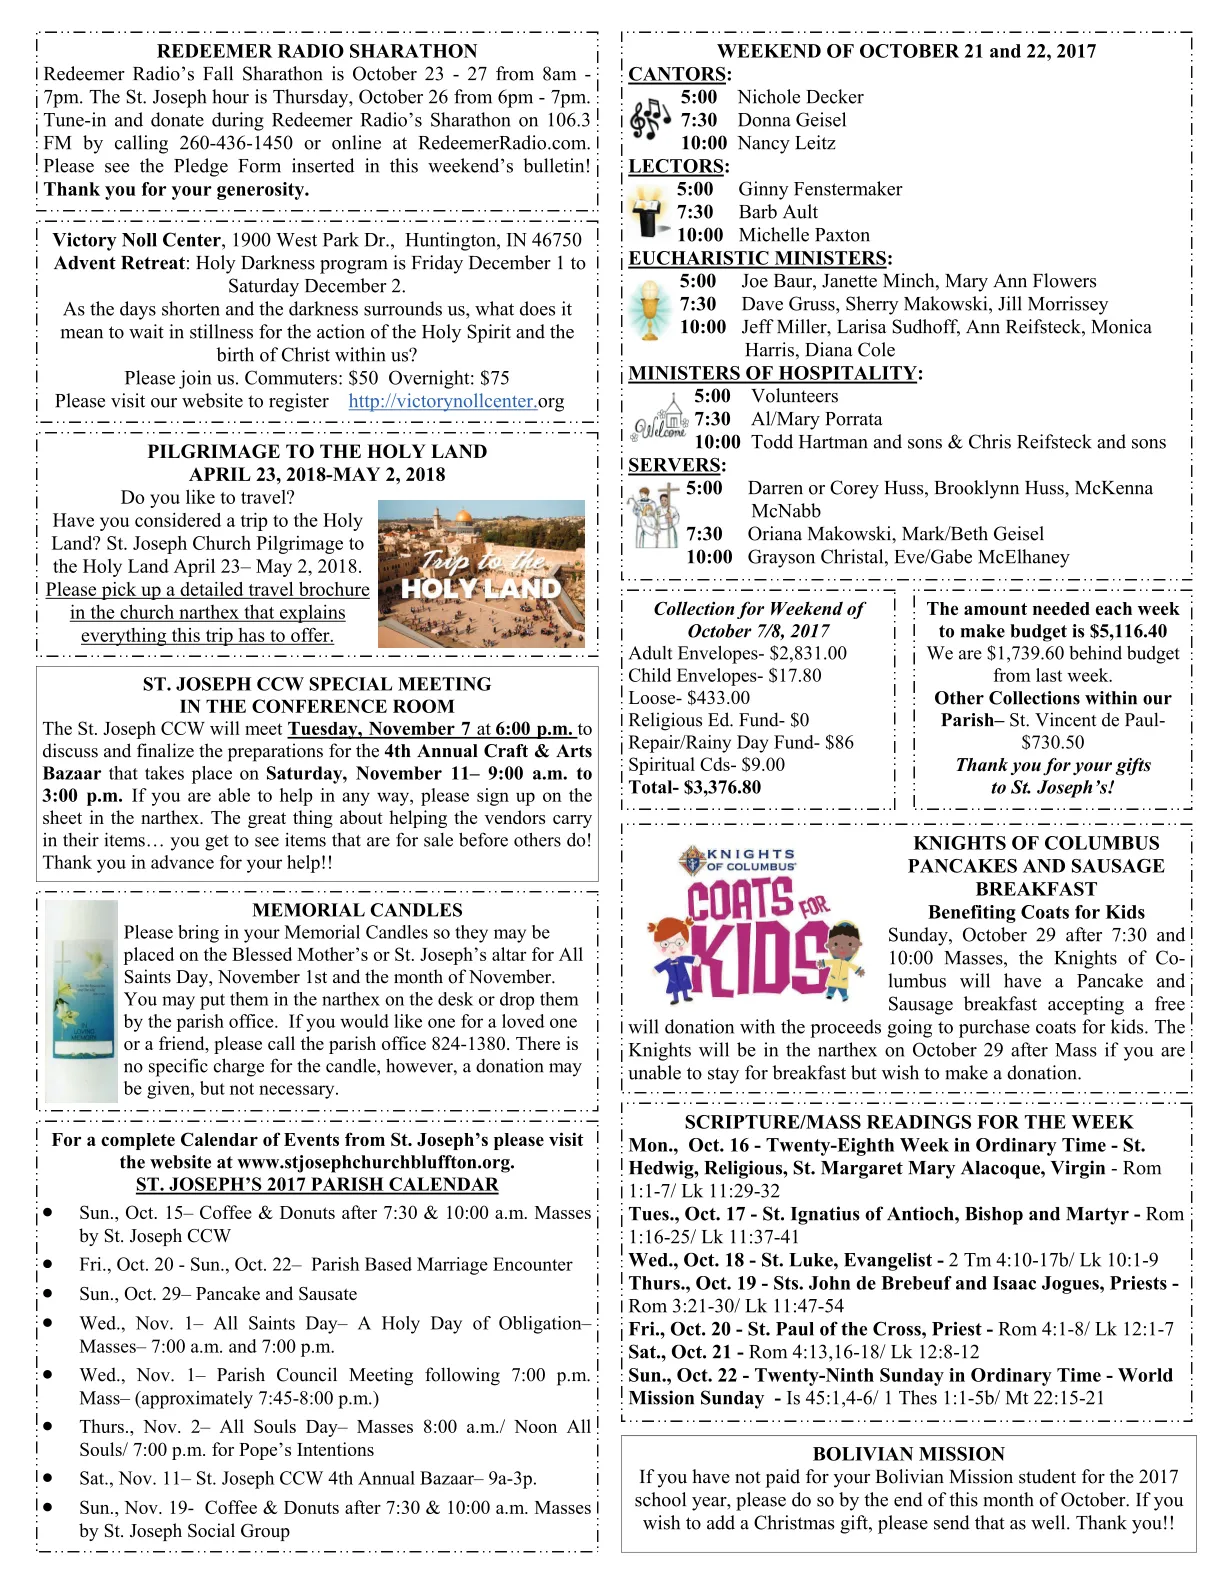 REDEEMER RADIO SHARATHON
Redeemer Radio’s Fall Sharathon is October 23 - 27 from 8am -
7pm. The St. Joseph hour is Thursday, October 26 from 6pm - 7pm.
Tune-in and donate during Redeemer Radio’s Sharathon on 106.3
FM by calling 260-436-1450 or online at RedeemerRadio.com.
Please see the Pledge Form inserted in this weekend’s bulletin!
Thank you for your generosity.
Victory Noll Center, 1900 West Park Dr., Huntington, IN 46750
Advent Retreat: Holy Darkness program is Friday December 1 to
Saturday December 2.
As the days shorten and the darkness surrounds us, what does it
mean to wait in stillness for the action of the Holy Spirit and the
birth of Christ within us?
Please join us. Commuters: $50 Overnight: $75
Please visit our website to register http://victorynollcenter.org
PILGRIMAGE TO THE HOLY LAND
APRIL 23, 2018-MAY 2, 2018
Do you like to travel?
Have you considered a trip to the Holy
Land? St. Joseph Church Pilgrimage to
the Holy Land April 23– May 2, 2018.
Please pick up a detailed travel brochure
in the church narthex that explains
everything this trip has to offer.
Trip to the
HOLY LAND
ST. JOSEPH CCW SPECIAL MEETING
IN THE CONFERENCE ROOM
The St. Joseph CCW will meet Tuesday, November 7 at 6:00 p.m. to
discuss and finalize the preparations for the 4th Annual Craft & Arts
Bazaar that takes place on Saturday, November 11– 9:00 a.m. to
3:00 p.m. If you are able to help in any way, please sign up on the
sheet in the narthex. The great thing about helping the vendors carry
in their items… you get to see items that are for sale before others do!
Thank you in advance for your help!!
MEMORIAL CANDLES
Please bring in your Memorial Candles so they may be
placed on the Blessed Mother’s or St. Joseph’s altar for All
Saints Day, November 1st and the month of November.
You may put them in the narthex on the desk or drop them
by the parish office. If you would like one for a loved one
or a friend, please call the parish office 824-1380. There is
no specific charge for the candle, however, a donation may
be given, but not necessary.
IN
LOVING
MEMORY
For a complete Calendar of Events from St. Joseph’s please visit
the website at www.stjosephchurchbluffton.org.
ST. JOSEPH’S 2017 PARISH CALENDAR
• Sun., Oct. 15– Coffee & Donuts after 7:30 & 10:00 a.m. Masses
by St. Joseph CCW
• Fri., Oct. 20 - Sun., Oct. 22– Parish Based Marriage Encounter
• Sun., Oct. 29– Pancake and Sausate
• Wed., Nov. 1– All Saints Day– A Holy Day of Obligation–
Masses– 7:00 a.m. and 7:00 p.m.
• Wed., Nov. 1– Parish Council Meeting following 7:00 p.m.
Mass– (approximately 7:45-8:00 p.m.)
• Thurs., Nov. 2– All Souls Day– Masses 8:00 a.m./ Noon All
Souls/ 7:00 p.m. for Pope’s Intentions
• Sat., Nov. 11– St. Joseph CCW 4th Annual Bazaar– 9a-3p.
• Sun., Nov. 19- Coffee & Donuts after 7:30 & 10:00 a.m. Masses
by St. Joseph Social Group
WEEKEND OF OCTOBER 21 and 22, 2017
CANTORS:
5:00 Nichole Decker
7:30 Donna Geisel
10:00 Nancy Leitz
LECTORS:
5:00 Ginny Fenstermaker
7:30 Barb Ault
10:00 Michelle Paxton
EUCHARISTIC MINISTERS:
5:00 Joe Baur, Janette Minch, Mary Ann Flowers
7:30 Dave Gruss, Sherry Makowski, Jill Morrissey
10:00 Jeff Miller, Larisa Sudhoff, Ann Reifsteck, Monica
Harris, Diana Cole
MINISTERS OF HOSPITALITY:
5:00 Volunteers
7:30 Al/Mary Porrata
Welcome
10:00 Todd Hartman and sons & Chris Reifsteck and sons
SERVERS:
5:00 Darren or Corey Huss, Brooklynn Huss, McKenna
McNabb
7:30 Oriana Makowski, Mark/Beth Geisel
10:00 Grayson Christal, Eve/Gabe McElhaney
Collection for Weekend of
October 7/8, 2017
Adult Envelopes- $2,831.00
Child Envelopes- $17.80
Loose- $433.00
Religious Ed. Fund- $0
Repair/Rainy Day Fund- $86
Spiritual Cds- $9.00
Total- $3,376.80
The amount needed each week
to make budget is $5,116.40
We are $1,739.60 behind budget
from last week.
Other Collections within our
Parish– St. Vincent de Paul-
$730.50
Thank you for your gifts
to St. Joseph’s!
KNIGHTS
OF COLUMBUS
COATS FOR
KIDS
KNIGHTS OF COLUMBUS
PANCAKES AND SAUSAGE
BREAKFAST
Benefiting Coats for Kids
Sunday, October 29 after 7:30 and
10:00 Masses, the Knights of Co-
lumbus will have a Pancake and
Sausage breakfast accepting a free
will donation with the proceeds going to purchase coats for kids. The
Knights will be in the narthex on October 29 after Mass if you are
unable to stay for breakfast but wish to make a donation.
SCRIPTURE/MASS READINGS FOR THE WEEK
Mon., Oct. 16 - Twenty-Eighth Week in Ordinary Time - St.
Hedwig, Religious, St. Margaret Mary Alacoque, Virgin - Rom
1:1-7/ Lk 11:29-32
Tues., Oct. 17 - St. Ignatius of Antioch, Bishop and Martyr - Rom
1:16-25/ Lk 11:37-41
Wed., Oct. 18 - St. Luke, Evangelist - 2 Tm 4:10-17b/ Lk 10:1-9
Thurs., Oct. 19 - Sts. John de Brebeuf and Isaac Jogues, Priests -
Rom 3:21-30/ Lk 11:47-54
Fri., Oct. 20 - St. Paul of the Cross, Priest - Rom 4:1-8/ Lk 12:1-7
Sat., Oct. 21 - Rom 4:13,16-18/ Lk 12:8-12
Sun., Oct. 22 - Twenty-Ninth Sunday in Ordinary Time - World
Mission Sunday - Is 45:1,4-6/ 1 Thes 1:1-5b/ Mt 22:15-21
BOLIVIAN MISSION
If you have not paid for your Bolivian Mission student for the 2017
school year, please do so by the end of this month of October. If you
wish to add a Christmas gift, please send that as well. Thank you!!